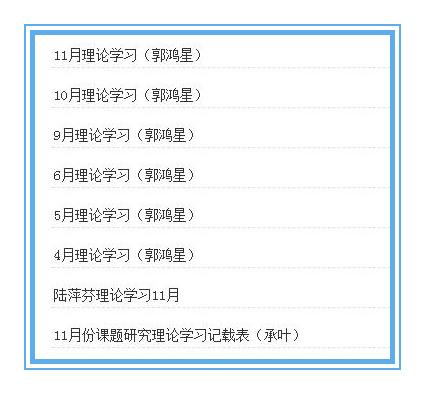 11月理论学习（郭鸿星）
10月理论学习（郭鸿星）
9月理论学习（郭鸿星）
6月理论学习（郭鸿星）
5月理论学习（郭鸿星）
4月理论学习（郭鸿星）
陆萍芬理论学习11月
11月份课题研究理论学习记载表（承叶）